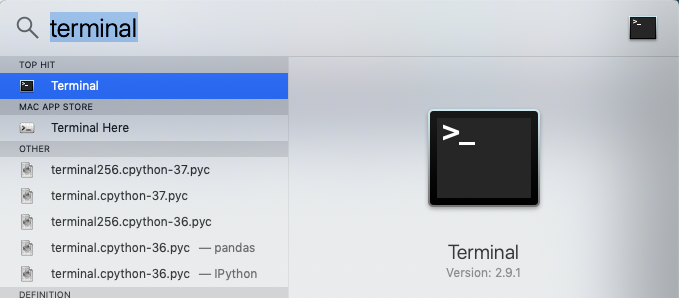 terminal
TOP HIT
Terminal
MAC APP STORE
Terminal Here
OTHER
terminal256.cpython-37.pyc
terminal.cpython-37.pyc
terminal256.cpython-36.pyc
terminal.cpython-36.pyc — pandas
terminal.cpython-36.pyc — IPython
DEFINITION
>_
Terminal
Version: 2.9.1